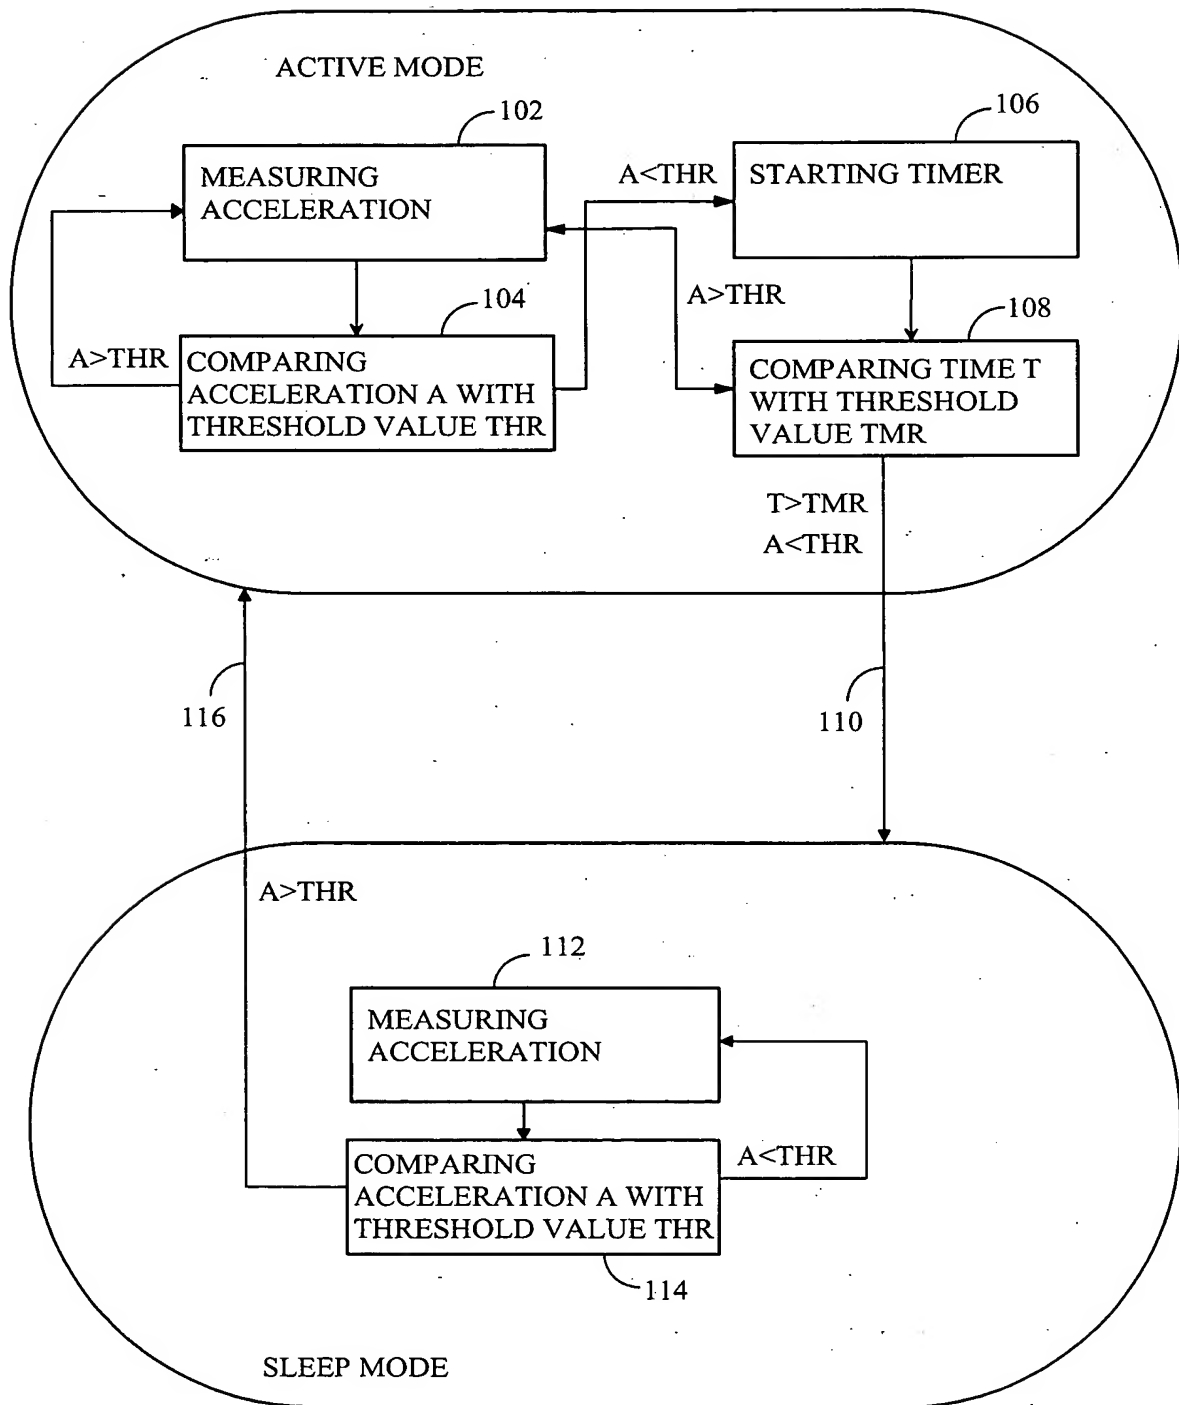 ACTIVE MODE
102
106
MEASURING
ACCELERATION
A<THR
STARTING TIMER
A>THR
104
108
A>THR
COMPARING
ACCELERATION A WITH
THRESHOLD VALUE THR
COMPARING TIME T
WITH THRESHOLD
VALUE TMR
T>TMR
A<THR
116
110
A>THR
112
MEASURING
ACCELERATION
COMPARING
ACCELERATION A WITH
THRESHOLD VALUE THR
A<THR
114
SLEEP MODE